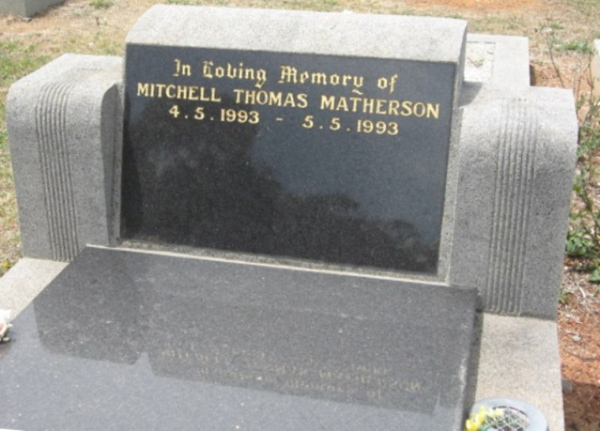 In Loving Memory of
MITCHELL THOMAS MATHERSON
4.5.1993 - 5.5.1993